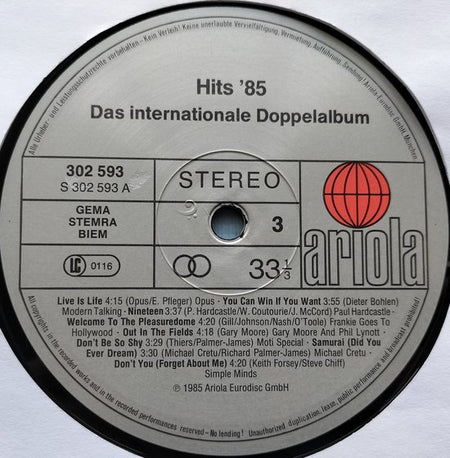 Alle Urheber- und Leistungsschutzrechte vorbehalten - Kein Verleih! Keine unerlaubte Vervielfältigung, Vermietung, Aufführung, Sendung! Ariola-Eurodisc GmbH, München
Hits '85
Das internationale Doppelalbum
302 593
S 302 593 A
STEREO
GEMA
STEMRA
BIEM
3
ariola
LC 0116
33 1/3
Live Is Life 4:15 (Opus/E. Pfleger) Opus · You Can Win If You Want 3:55 (Dieter Bohlen)
Modern Talking · Nineteen 3:37 (P. Hardcastle/W. Coutourie/J. McCord) Paul Hardcastle ·
Welcome To The Pleasuredome 4:20 (Gill/Johnson/Nash/O'Toole) Frankie Goes To
Hollywood · Out In The Fields 4:18 (Gary Moore) Gary Moore And Phil Lynott ·
Don't Be So Shy 3:29 (Thiers/Palmer-James) Moti Special · Samurai (Did You
Ever Dream) 3:30 (Michael Cretu/Richard Palmer-James) Michael Cretu ·
Don't You (Forget About Me) 4:20 (Keith Forsey/Steve Chiff)
Simple Minds
℗ 1985 Ariola Eurodisc GmbH
All copyrights in the works and in the recorded performances reserved - No lending! Unauthorized duplication, lease, public performance and broadcast prohibited!